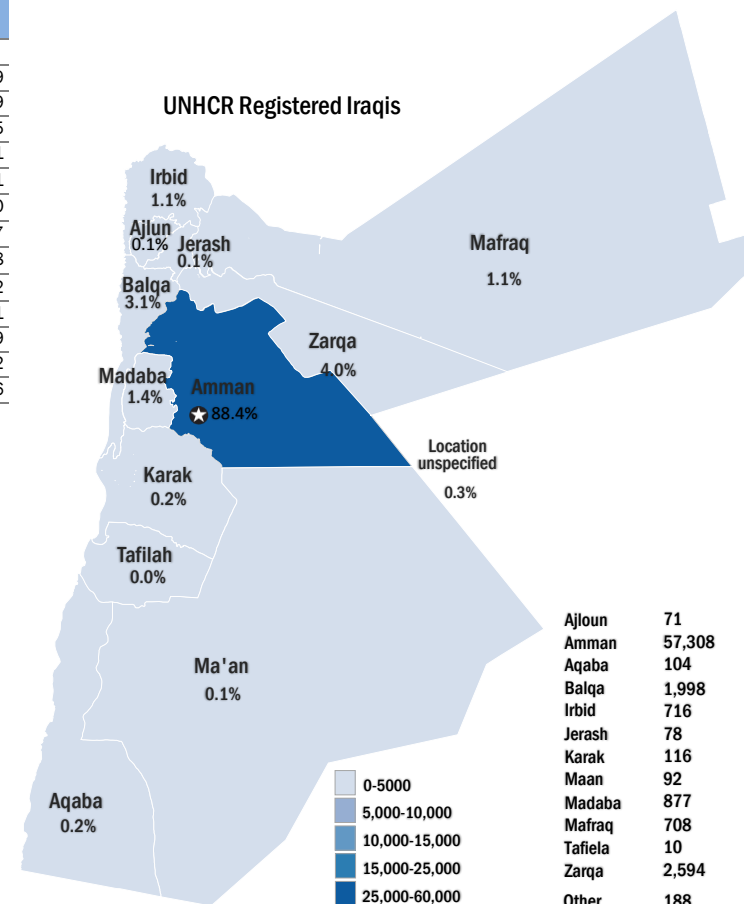 UNHCR Registered Iraqis
Irbid
1.1%
Ajlun
0.1%
Jerash
0.1%
Mafraq
1.1%
Balqa
3.1%
Zarqa
4.0%
Madaba
1.4%
Amman
88.4%
Location
unspecified
0.3%
Karak
0.2%
Tafilah
0.0%
Ma'an
0.1%
Aqaba
0.2%
0-5000
5,000-10,000
10,000-15,000
15,000-25,000
25,000-60,000
Ajloun 71
Amman 57,308
Aqaba 104
Balqa 1,998
Irbid 716
Jerash 78
Karak 116
Maan 92
Madaba 877
Mafraq 708
Tafiela 10
Zarqa 2,594
Other 188